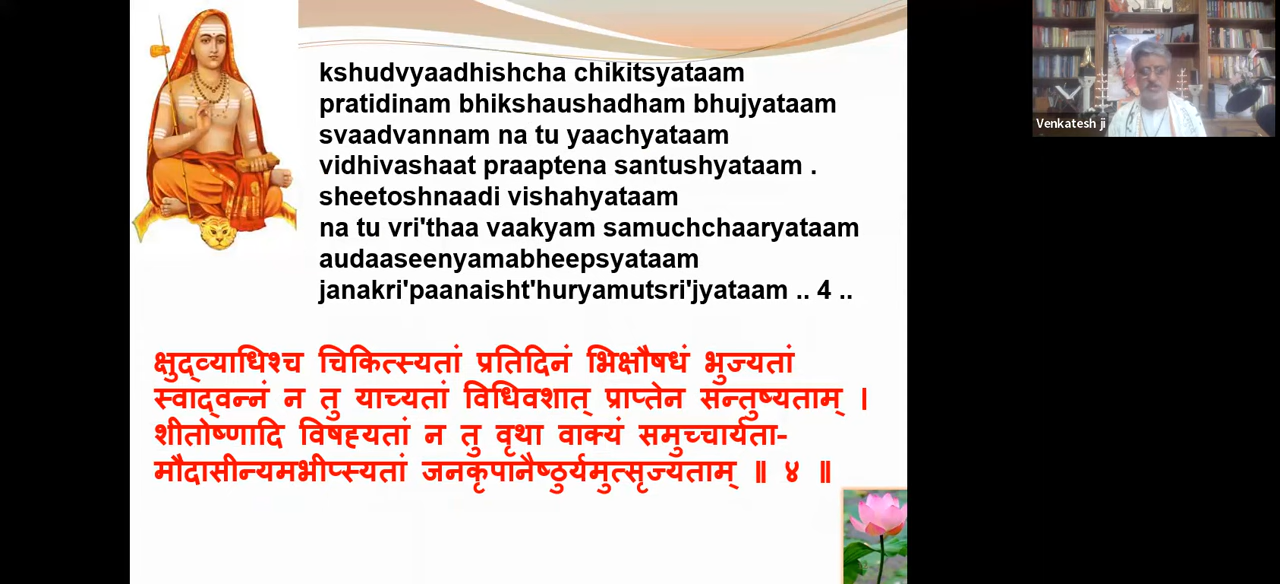 kshudvyaadhishcha chikitsyataam
pratidinam bhikshaushadham bhujyataam
svaadvannam na tu yaachyataam
vidhivashaat praaptena santushyataam .
sheetoshnaadi vishahyataam
na tu vri'thaa vaakyam samuchchaaryataam
audaaseenyamabheepsyataam
janakri'paanaisht'huryamutsri'jyataam .. 4 ..
क्षुद्व्याधिश्च चिकित्स्यतां प्रतिदिनं भिक्षौषधं भुज्यतां
स्वाद्वन्नं न तु याच्यतां विधिवशात् प्राप्तेन सन्तुष्यताम् ।
शीतोष्णादि विषह्यतां न तु वृथा वाक्यं समुच्चार्यता-
मौदासीन्यमभीप्स्यतां जनकृपानैष्ठुर्यमुत्सृज्यताम् ॥ ४ ॥
Venkatesh ji